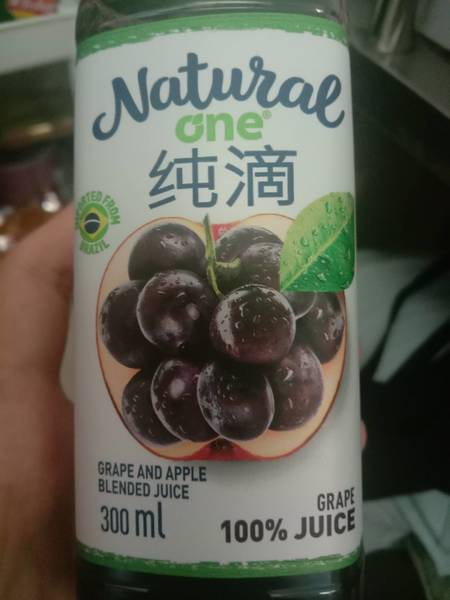 Natural
one®
纯滴
IMPORTED FROM
BRAZIL
GRAPE AND APPLE
BLENDED JUICE
300 ml
GRAPE
100% JUICE